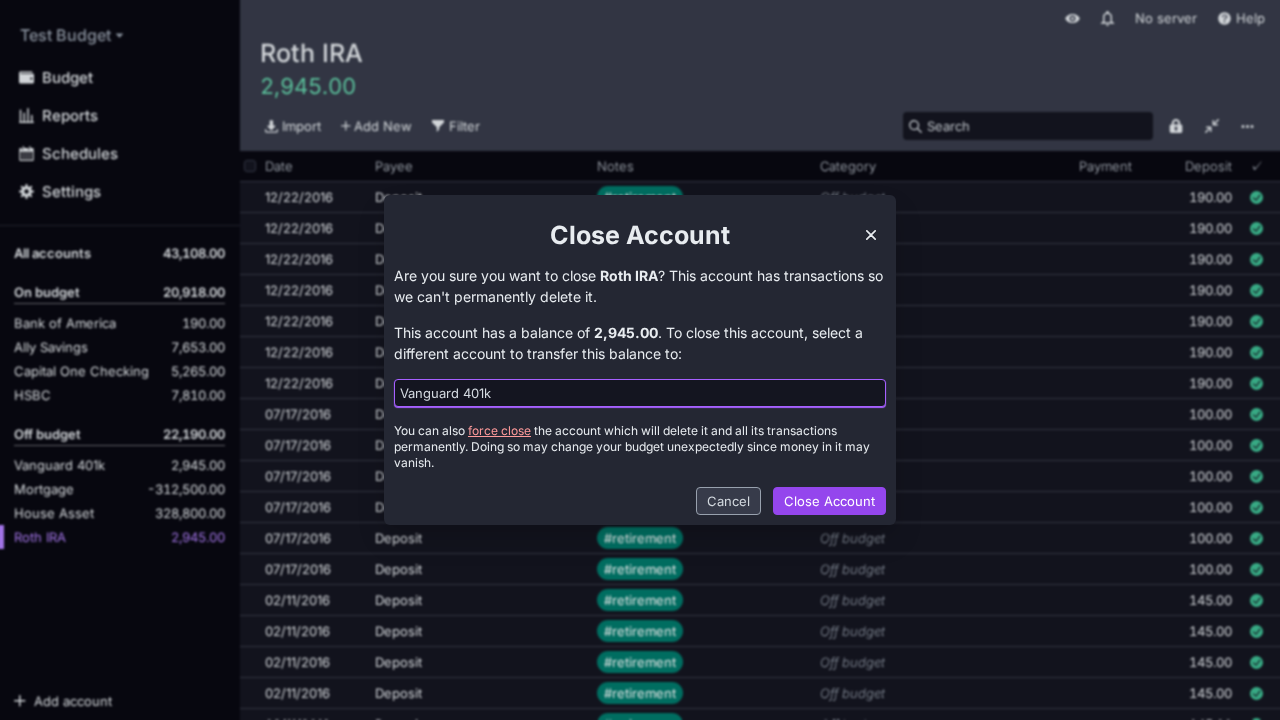 Test Budget
Budget
Reports
Schedules
Settings
All accounts 43,108.00
On budget 20,918.00
Bank of America 190.00
Ally Savings 7,653.00
Capital One Checking 5,265.00
HSBC 7,810.00
Off budget 22,190.00
Vanguard 401k 2,945.00
Mortgage -312,500.00
House Asset 328,800.00
Roth IRA 2,945.00
Add account
No server Help
Roth IRA
2,945.00
Import + Add New Filter Search
Date Payee Notes Category Payment Deposit
12/22/2016 Deposit #retirement Off budget 190.00
12/22/2016 190.00
12/22/2016 190.00
12/22/2016 190.00
12/22/2016 190.00
12/22/2016 190.00
12/22/2016 190.00
07/17/2016 100.00
07/17/2016 100.00
07/17/2016 100.00
07/17/2016 100.00
07/17/2016 Deposit #retirement Off budget 100.00
07/17/2016 Deposit #retirement Off budget 100.00
02/11/2016 Deposit #retirement Off budget 145.00
02/11/2016 Deposit #retirement Off budget 145.00
02/11/2016 Deposit #retirement Off budget 145.00
02/11/2016 Deposit #retirement Off budget 145.00
Close Account
Are you sure you want to close Roth IRA? This account has transactions so
we can't permanently delete it.
This account has a balance of 2,945.00. To close this account, select a
different account to transfer this balance to:
Vanguard 401k
You can also force close the account which will delete it and all its transactions
permanently. Doing so may change your budget unexpectedly since money in it may
vanish.
Cancel Close Account